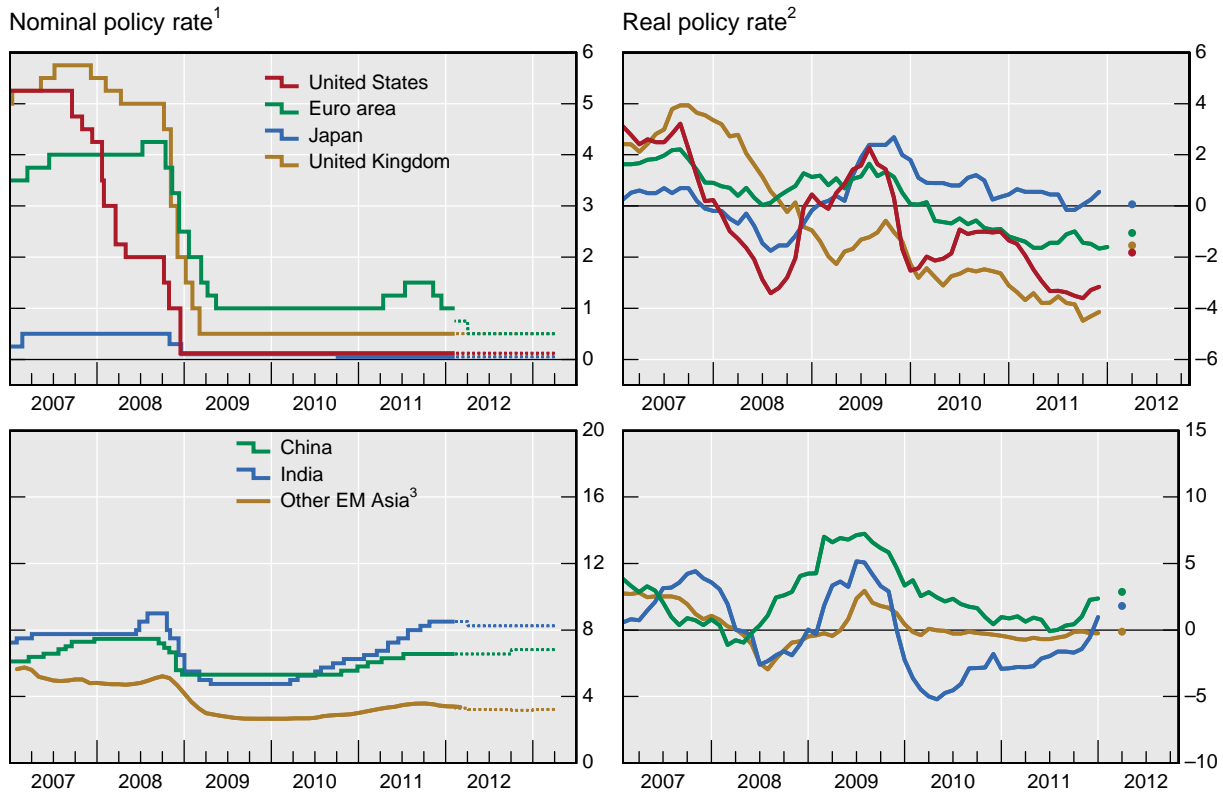 Nominal policy rate1
Real policy rate2
6
5
4
3
2
1
0
United States
Euro area
Japan
United Kingdom
2007 2008 2009 2010 2011 2012
6
4
2
0
–2
–4
–6
2007 2008 2009 2010 2011 2012
20
16
12
8
4
0
China
India
Other EM Asia3
2007 2008 2009 2010 2011 2012
15
10
5
0
–5
–10
2007 2008 2009 2010 2011 2012